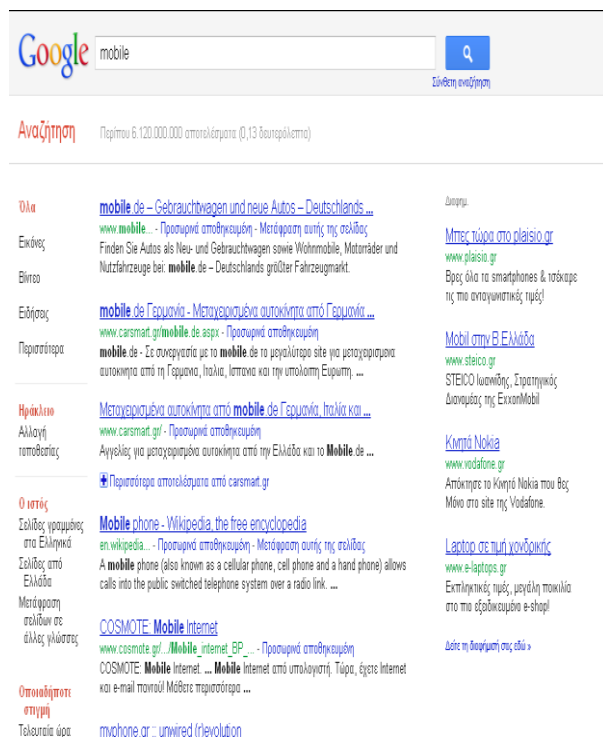 Google
mobile
Σύνθετη αναζήτηση
Αναζήτηση
Περίπου 6.120.000.000 αποτελέσματα (0,13 δευτερόλεπτα)
Όλα
Εικόνες
Βίντεο
Ειδήσεις
Περισσότερα
Ηράκλειο
Αλλαγή
τοποθεσίας
Ο ιστός
Σελίδες γραμμένες
στα Ελληνικά
Σελίδες από
Ελλάδα
Μετάφραση
σελίδων σε
άλλες γλώσσες
Οποιαδήποτε
στιγμή
Τελευταία ώρα
mobile.de – Gebrauchtwagen und neue Autos – Deutschlands ...
www.mobile... - Προσωρινά αποθηκευμένη - Μετάφραση αυτής της σελίδας
Finden Sie Autos als Neu- und Gebrauchtwagen sowie Wohnmobile, Motorräder und
Nutzfahrzeuge bei: mobile.de – Deutschlands größter Fahrzeugmarkt.
mobile.de Γερμανία - Μεταχειρισμένα αυτοκίνητα από Γερμανία ...
www.carsmart.gr/mobile.de.aspx - Προσωρινά αποθηκευμένη
mobile.de - Σε συνεργασία με το mobile.de το μεγαλύτερο site για μεταχειρισμενα
αυτοκινητα από τη Γερμανια, Ιταλια, Ισπανια και την υπολοιπη Ευρωπη. ...
Μεταχειρισμένα αυτοκίνητα από mobile.de Γερμανία, Ιταλία και ...
www.carsmart.gr/ - Προσωρινά αποθηκευμένη
Αγγελίες για μεταχειρισμένα αυτοκίνητα από την Ελλάδα και το Mobile.de ...
Περισσότερα αποτελέσματα από carsmart.gr
Mobile phone - Wikipedia, the free encyclopedia
en.wikipedia... - Προσωρινά αποθηκευμένη - Μετάφραση αυτής της σελίδας
A mobile phone (also known as a cellular phone, cell phone and a hand phone) allows
calls into the public switched telephone system over a radio link. ...
COSMOTE: Mobile Internet
www.cosmote.gr/.../Mobile_internet_BP_... - Προσωρινά αποθηκευμένη
COSMOTE: Mobile Internet. ... Mobile Internet από υπολογιστή. Τώρα, έχετε Internet
και e-mail παντού! Μάθετε περισσότερα ...
myphone.gr :: unwired (r)evolution
Διαφημ.
Μπες τώρα στο plaisio.gr
www.plaisio.gr
Βρες όλα τα smartphones & τσέκαρε
τις πιο ανταγωνιστικές τιμές!
Mobil στην Β.Ελλάδα
www.steico.gr
STEICO Ιωαννίδης, Στρατηγικός
Διανομέας της ExxonMobil
Κινητά Nokia
www.vodafone.gr
Απόκτησε το Κινητό Nokia που θες
Μόνο στο site της Vodafone.
Laptop σε τιμή χονδρικής
www.e-laptops.gr
Εκπληκτικές τιμές, μεγάλη ποικιλία
στο πιο εξειδικευμένο e-shop!
Δείτε τη διαφήμισή σας εδώ »